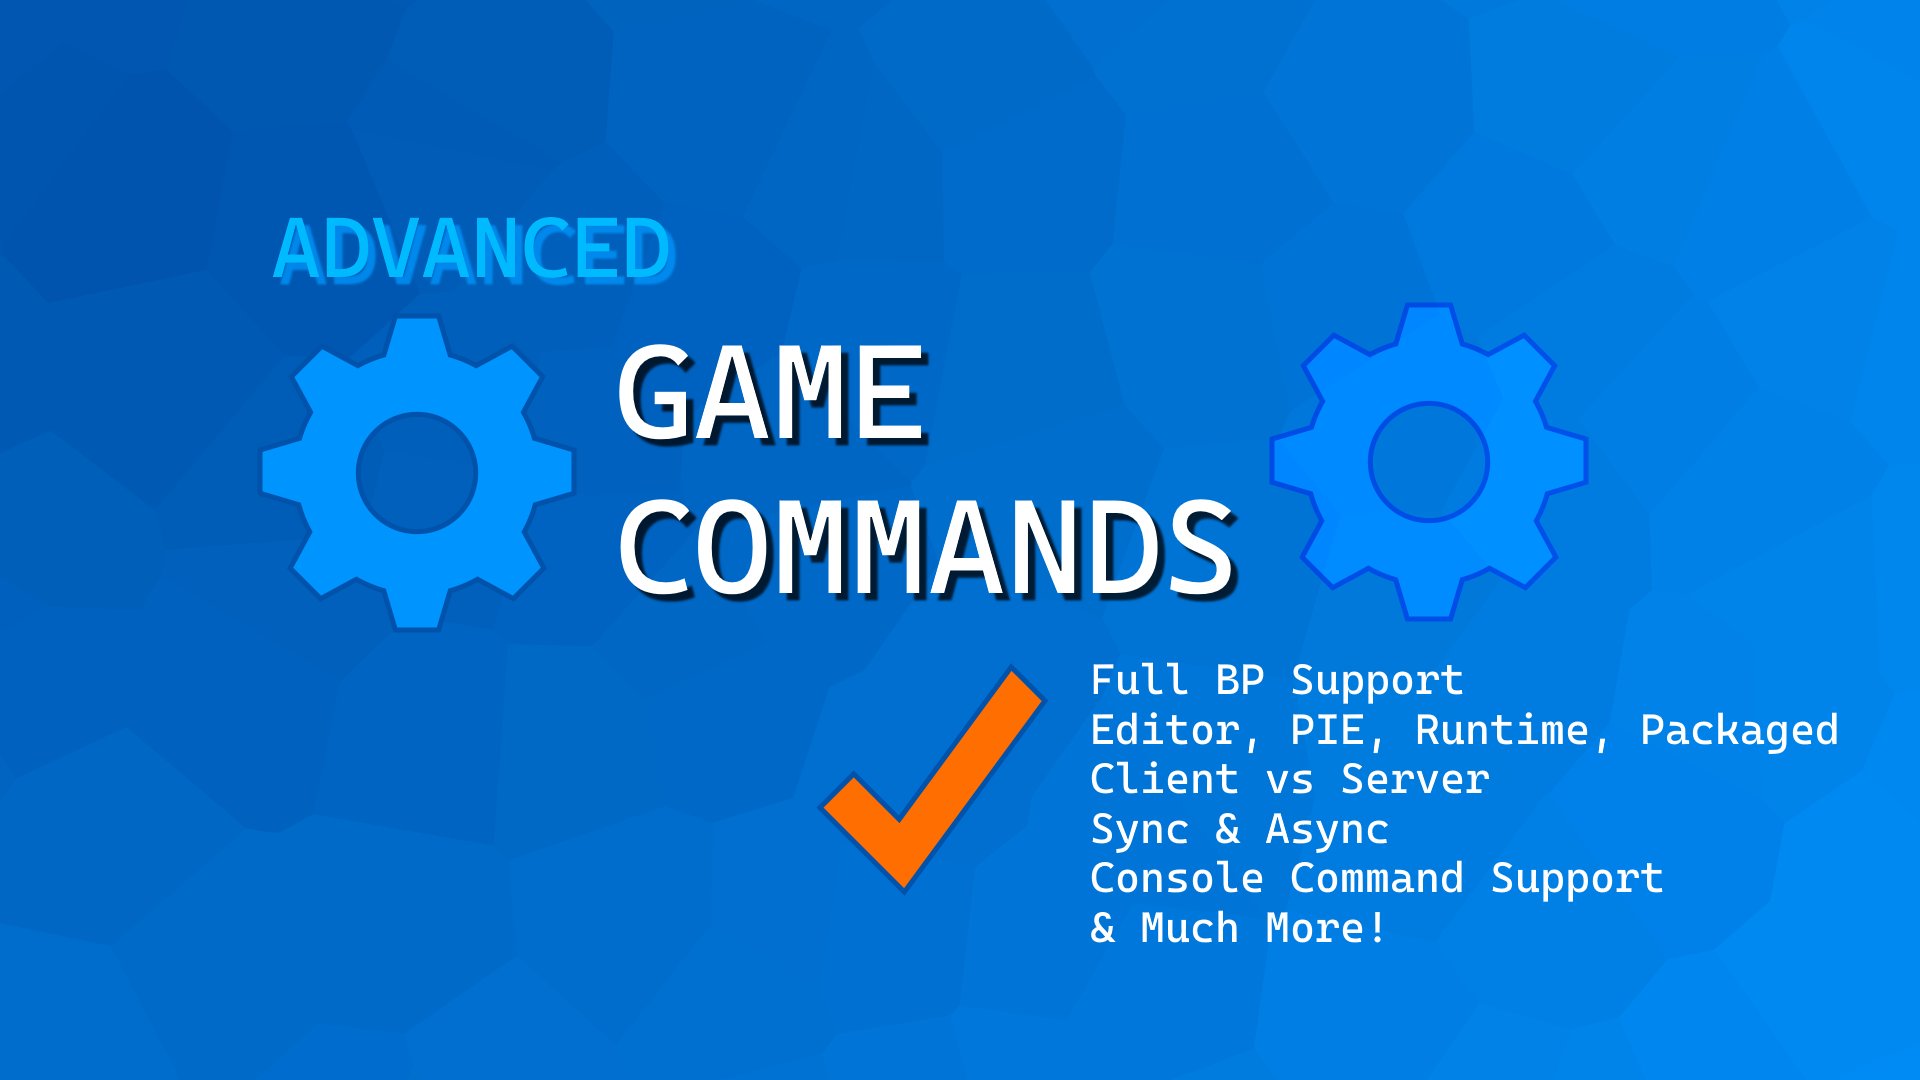 ADVANCED
GAME
COMMANDS
Full BP Support
Editor, PIE, Runtime, Packaged
Client vs Server
Sync & Async
Console Command Support
& Much More!